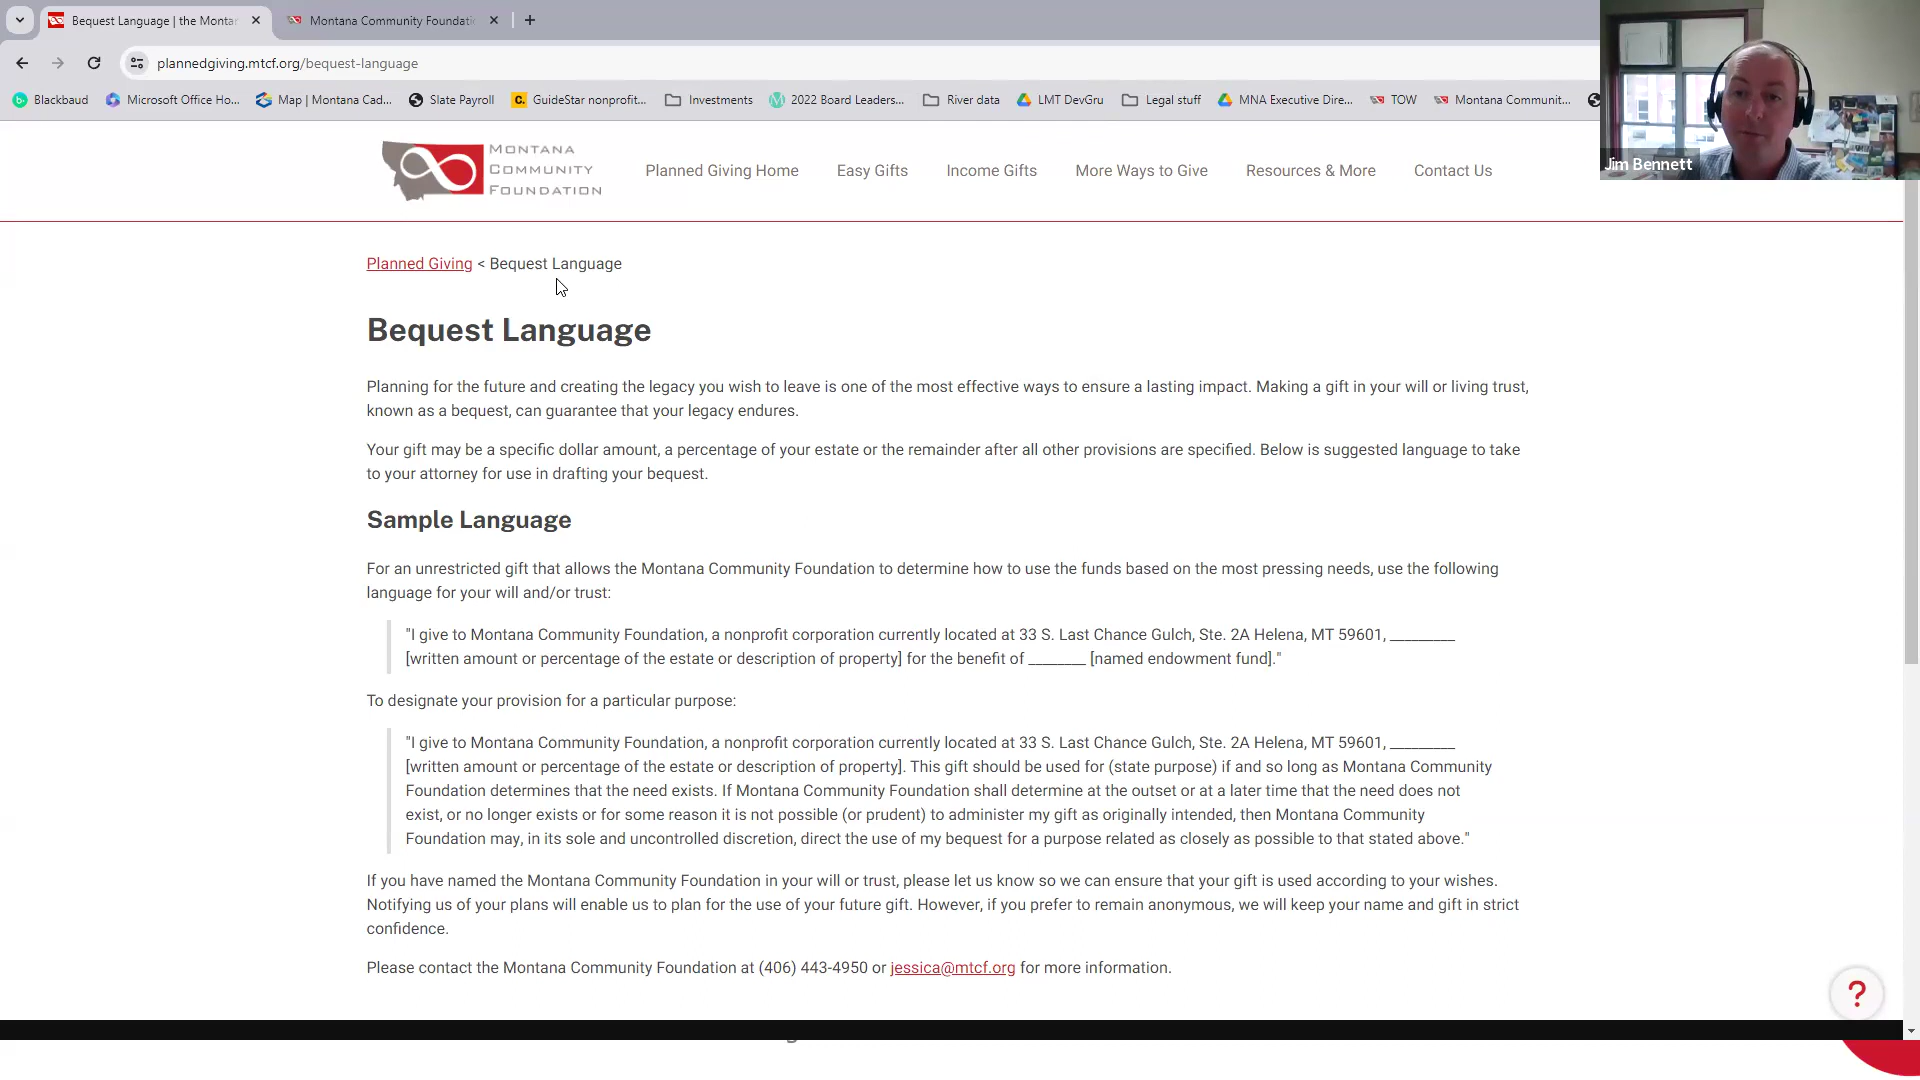 Bequest Language | the Montan
Montana Community Foundatio
plannedgiving.mtcf.org/bequest-language
Blackbaud
Microsoft Office Ho...
Map | Montana Cad...
Slate Payroll
GuideStar nonprofit...
Investments
2022 Board Leaders...
River data
LMT DevGru
Legal stuff
MNA Executive Dire...
TOW
Montana Communit...
Jim Bennett
MONTANA
COMMUNITY
FOUNDATION
Planned Giving Home
Easy Gifts
Income Gifts
More Ways to Give
Resources & More
Contact Us
Planned Giving < Bequest Language
Bequest Language
Planning for the future and creating the legacy you wish to leave is one of the most effective ways to ensure a lasting impact. Making a gift in your will or living trust,
known as a bequest, can guarantee that your legacy endures.
Your gift may be a specific dollar amount, a percentage of your estate or the remainder after all other provisions are specified. Below is suggested language to take
to your attorney for use in drafting your bequest.
Sample Language
For an unrestricted gift that allows the Montana Community Foundation to determine how to use the funds based on the most pressing needs, use the following
language for your will and/or trust:
"I give to Montana Community Foundation, a nonprofit corporation currently located at 33 S. Last Chance Gulch, Ste. 2A Helena, MT 59601, ________
[written amount or percentage of the estate or description of property] for the benefit of _______ [named endowment fund]."
To designate your provision for a particular purpose:
"I give to Montana Community Foundation, a nonprofit corporation currently located at 33 S. Last Chance Gulch, Ste. 2A Helena, MT 59601, ________
[written amount or percentage of the estate or description of property]. This gift should be used for (state purpose) if and so long as Montana Community
Foundation determines that the need exists. If Montana Community Foundation shall determine at the outset or at a later time that the need does not
exist, or no longer exists or for some reason it is not possible (or prudent) to administer my gift as originally intended, then Montana Community
Foundation may, in its sole and uncontrolled discretion, direct the use of my bequest for a purpose related as closely as possible to that stated above."
If you have named the Montana Community Foundation in your will or trust, please let us know so we can ensure that your gift is used according to your wishes.
Notifying us of your plans will enable us to plan for the use of your future gift. However, if you prefer to remain anonymous, we will keep your name and gift in strict
confidence.
Please contact the Montana Community Foundation at (406) 443-4950 or jessica@mtcf.org for more information.
?